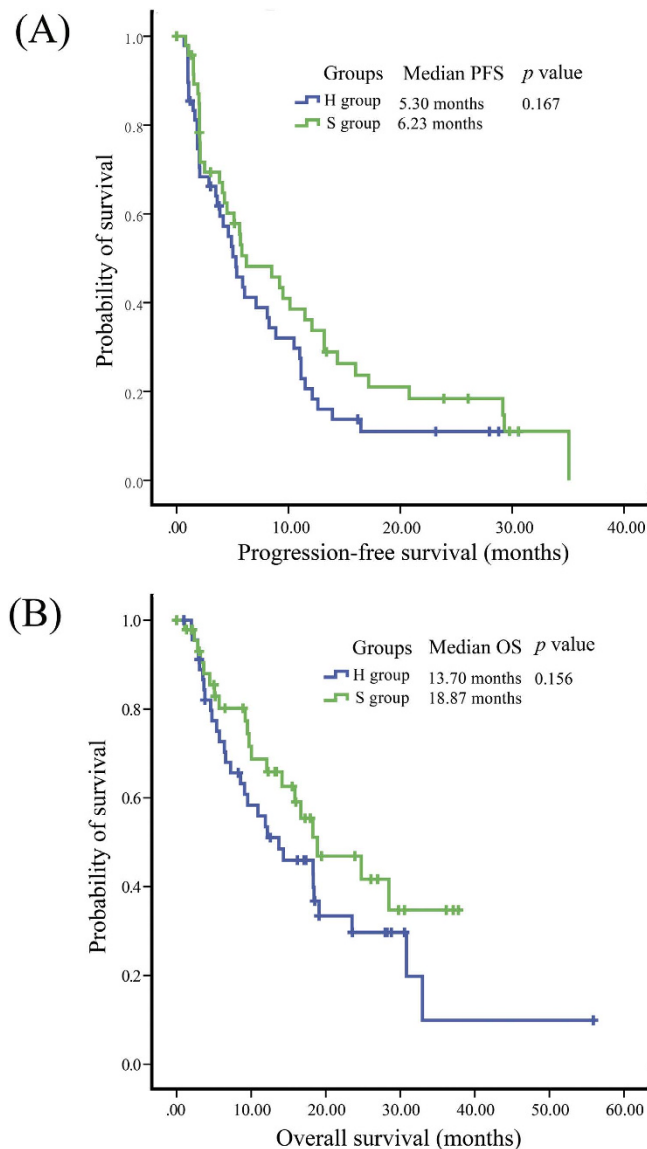 (A)
Groups Median PFS p value
H group 5.30 months 0.167
S group 6.23 months
Probability of survival
1.0
0.8
0.6
0.4
0.2
0.0
.00 10.00 20.00 30.00 40.00
Progression-free survival (months)
(B)
Groups Median OS p value
H group 13.70 months 0.156
S group 18.87 months
Probability of survival
1.0
0.8
0.6
0.4
0.2
0.0
.00 10.00 20.00 30.00 40.00 50.00 60.00
Overall survival (months)